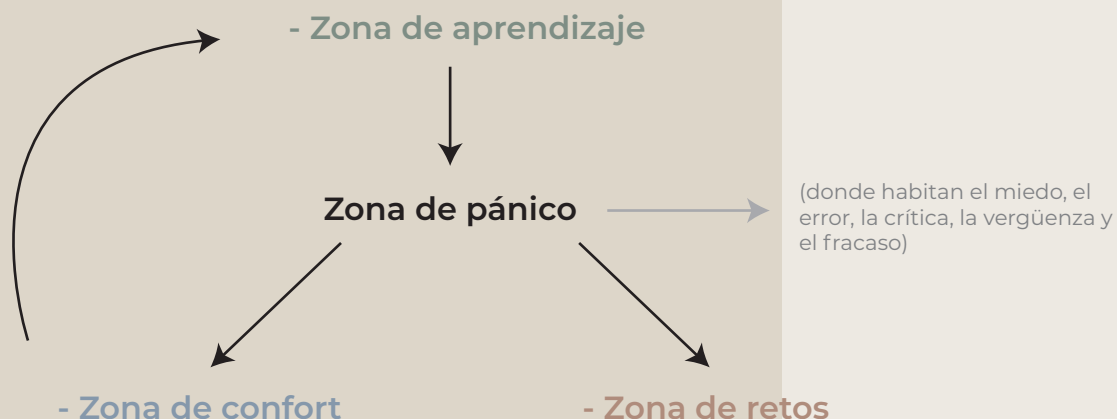 - Zona de aprendizaje
Zona de pánico
(donde habitan el miedo, el
error, la crítica, la vergüenza y
el fracaso)
- Zona de confort
- Zona de retos